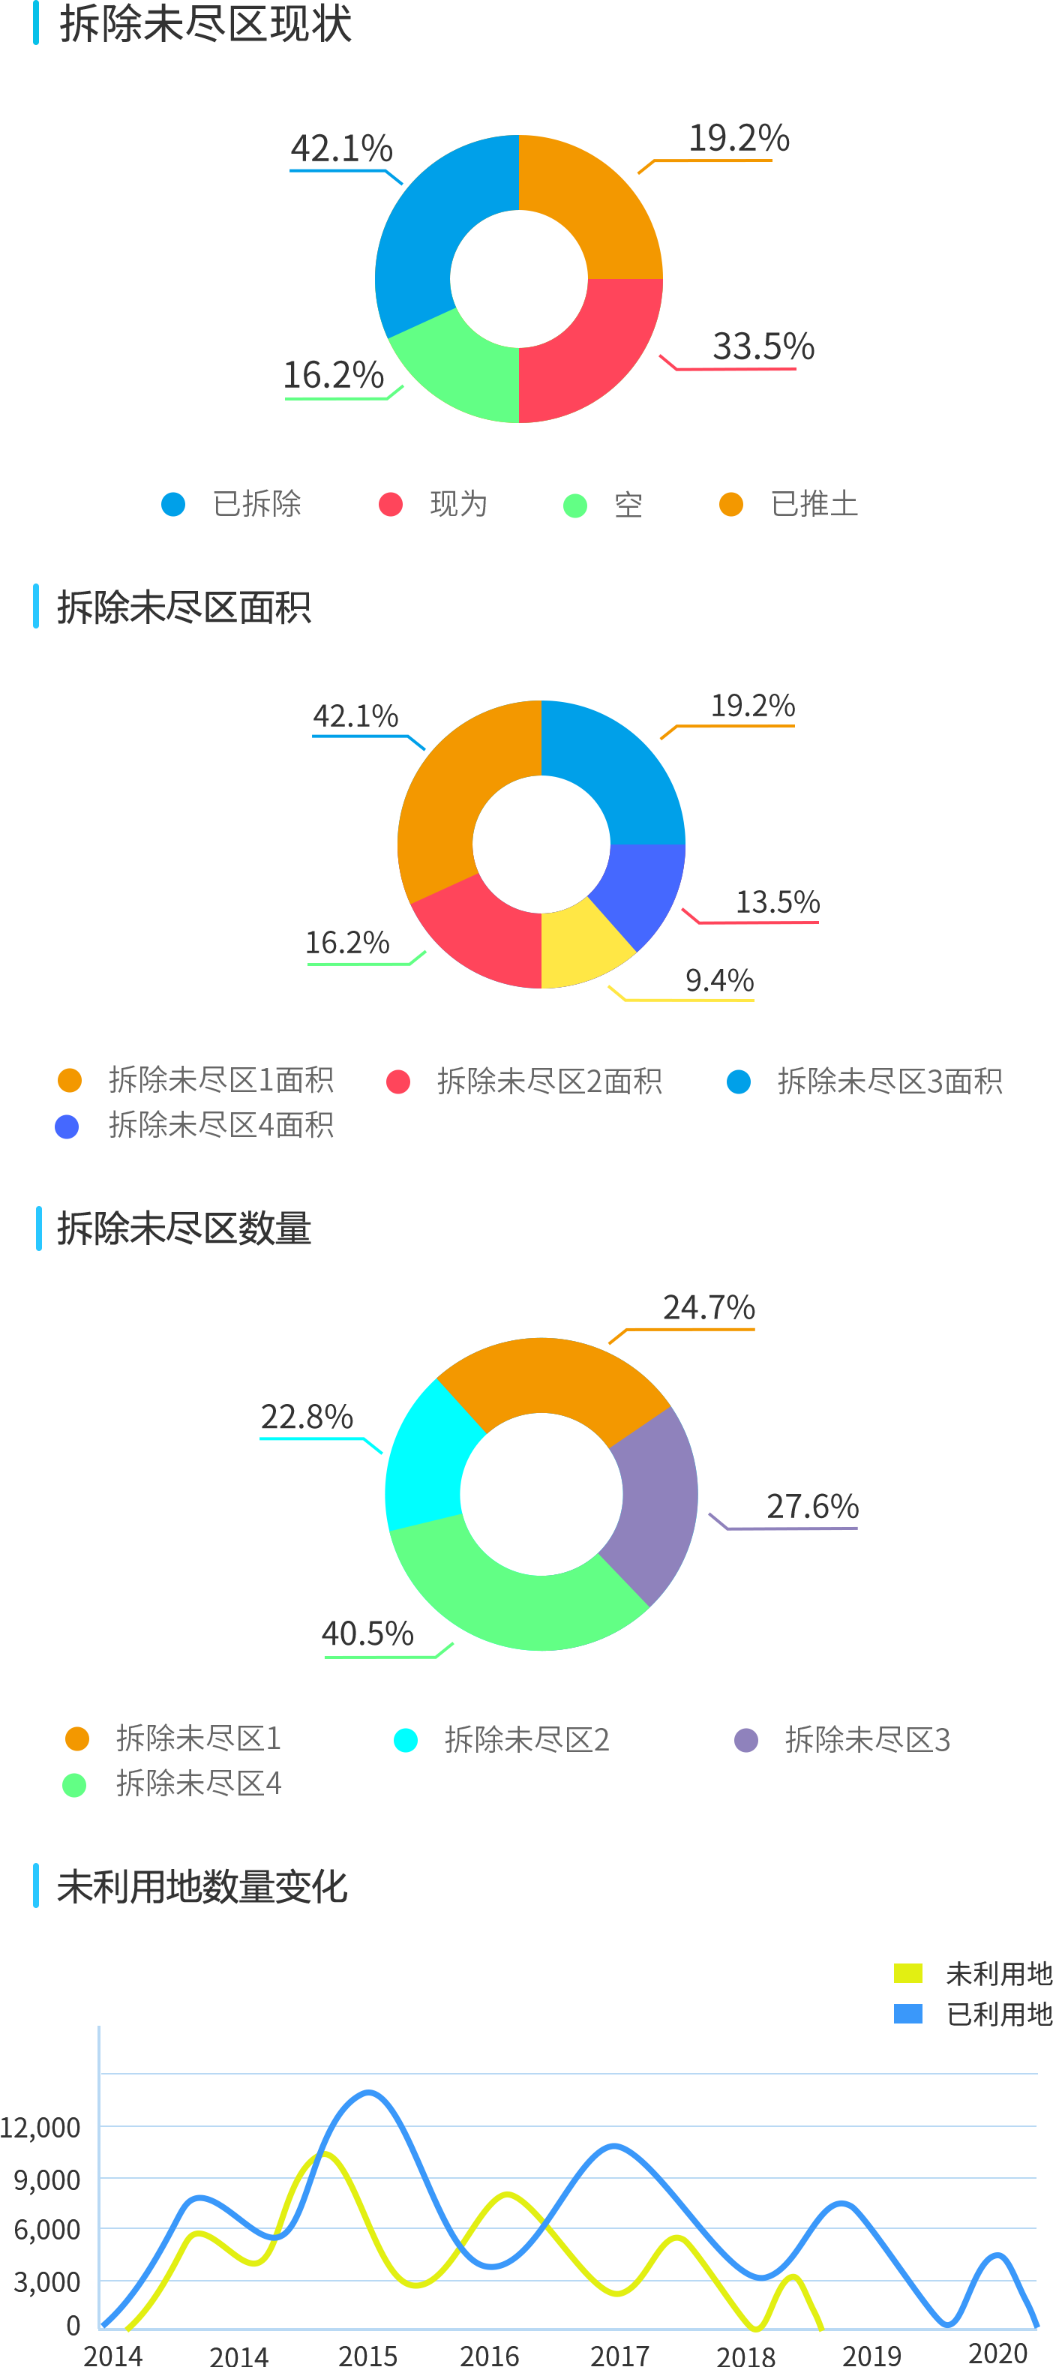 拆除未尽区现状
42.1%
19.2%
33.5%
16.2%
已拆除
现为
空
已推土
拆除未尽区面积
42.1%
19.2%
13.5%
16.2%
9.4%
拆除未尽区1面积
拆除未尽区2面积
拆除未尽区3面积
拆除未尽区4面积
拆除未尽区数量
24.7%
22.8%
27.6%
40.5%
拆除未尽区1
拆除未尽区2
拆除未尽区3
拆除未尽区4
未利用地数量变化
未利用地
已利用地
12,000
9,000
6,000
3,000
0
2014
2014
2015
2016
2017
2018
2019
2020